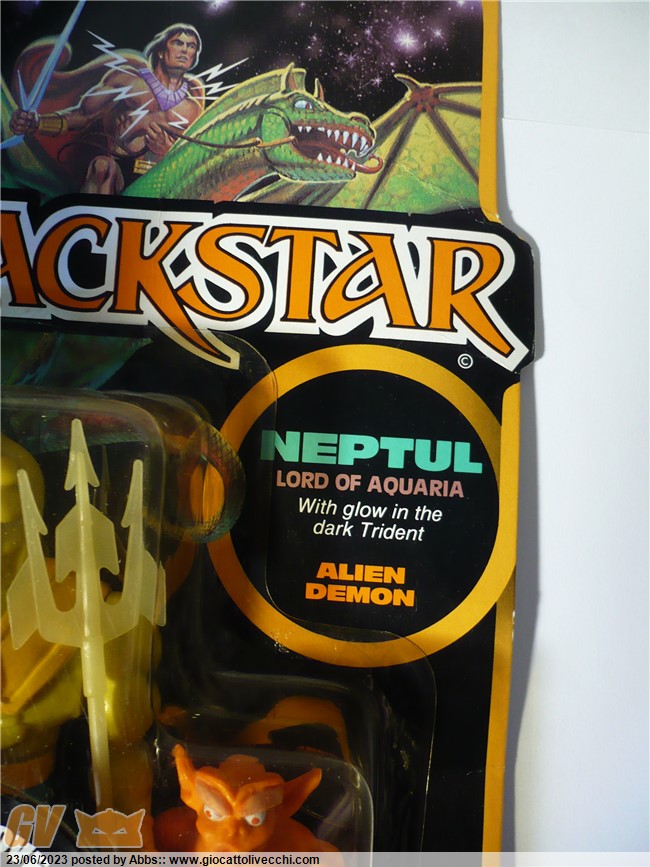 ACKSTAR
©
NEPTUL
LORD OF AQUARIA
With glow in the
dark Trident
ALIEN
DEMON
GV
23/06/2023 posted by Abbs:: www.giocattolivecchi.com